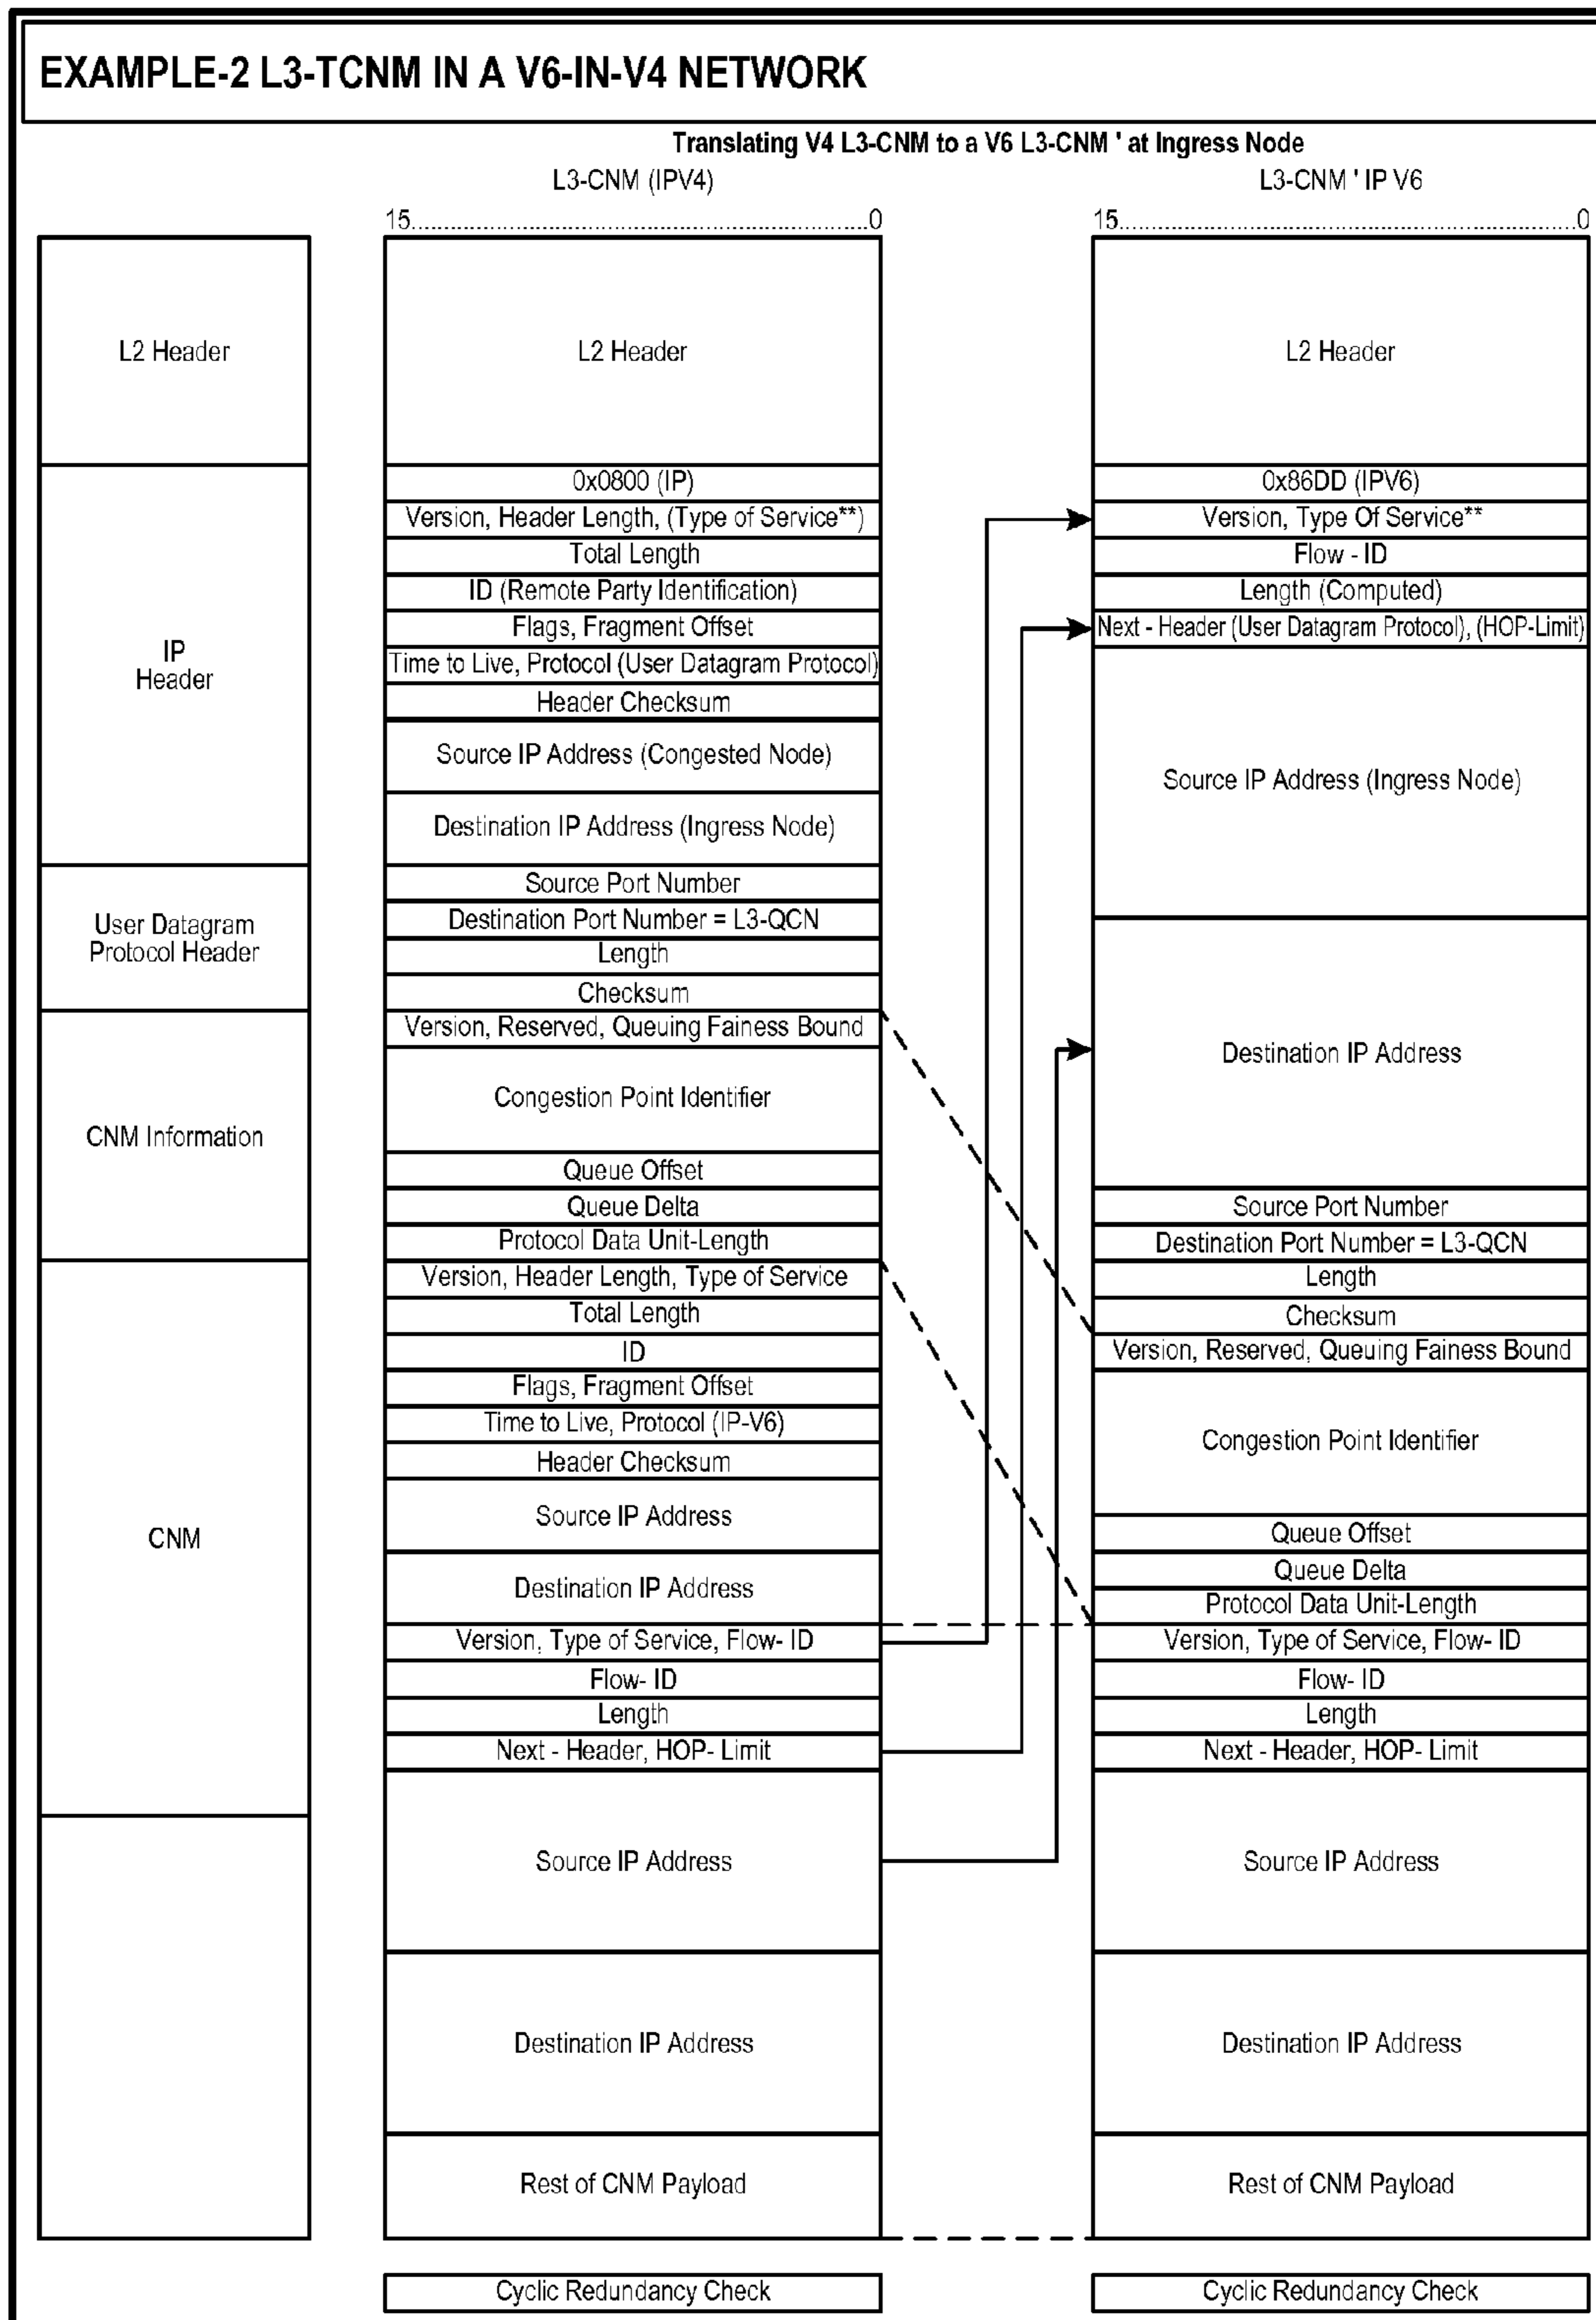 EXAMPLE-2 L3-TCNM IN A V6-IN-V4 NETWORK
Translating V4 L3-CNM to a V6 L3-CNM ' at Ingress Node
L3-CNM (IPV4)
15......................................................................0
L2 Header
IP
Header
User Datagram
Protocol Header
CNM Information
CNM
L2 Header
0x0800 (IP)
Version, Header Length, (Type of Service**)
Total Length
ID (Remote Party Identification)
Flags, Fragment Offset
Time to Live, Protocol (User Datagram Protocol)
Header Checksum
Source IP Address (Congested Node)
Destination IP Address (Ingress Node)
Source Port Number
Destination Port Number = L3-QCN
Length
Checksum
Version, Reserved, Queuing Fainess Bound
Congestion Point Identifier
Queue Offset
Queue Delta
Protocol Data Unit-Length
Version, Header Length, Type of Service
Total Length
ID
Flags, Fragment Offset
Time to Live, Protocol (IP-V6)
Header Checksum
Source IP Address
Destination IP Address
Version, Type of Service, Flow- ID
Flow- ID
Length
Next - Header, HOP- Limit
Source IP Address
Destination IP Address
Rest of CNM Payload
Cyclic Redundancy Check
L3-CNM ' IP V6
15......................................................................0
L2 Header
0x86DD (IPV6)
Version, Type Of Service**
Flow - ID
Length (Computed)
Next - Header (User Datagram Protocol), (HOP-Limit)
Source IP Address (Ingress Node)
Destination IP Address
Source Port Number
Destination Port Number = L3-QCN
Length
Checksum
Version, Reserved, Queuing Fainess Bound
Congestion Point Identifier
Queue Offset
Queue Delta
Protocol Data Unit-Length
Version, Type of Service, Flow- ID
Flow- ID
Length
Next - Header, HOP- Limit
Source IP Address
Destination IP Address
Rest of CNM Payload
Cyclic Redundancy Check